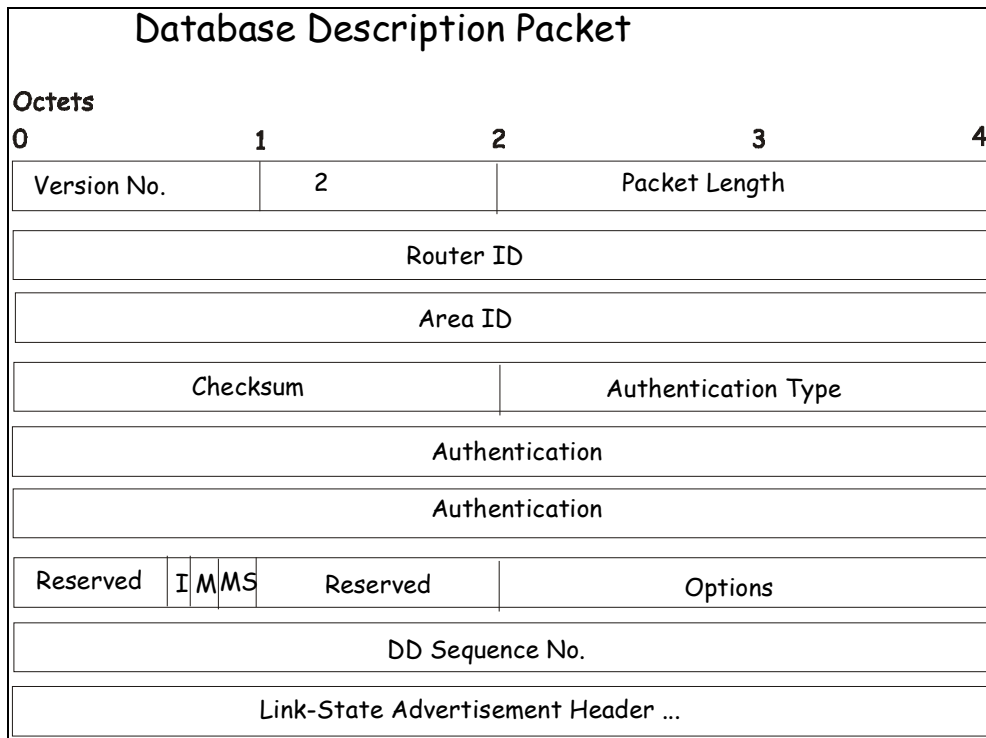 Database Description Packet
Octets
0 1 2 3 4
Version No. 2 Packet Length
Router ID
Area ID
Checksum Authentication Type
Authentication
Authentication
Reserved I M MS Reserved Options
DD Sequence No.
Link-State Advertisement Header ...